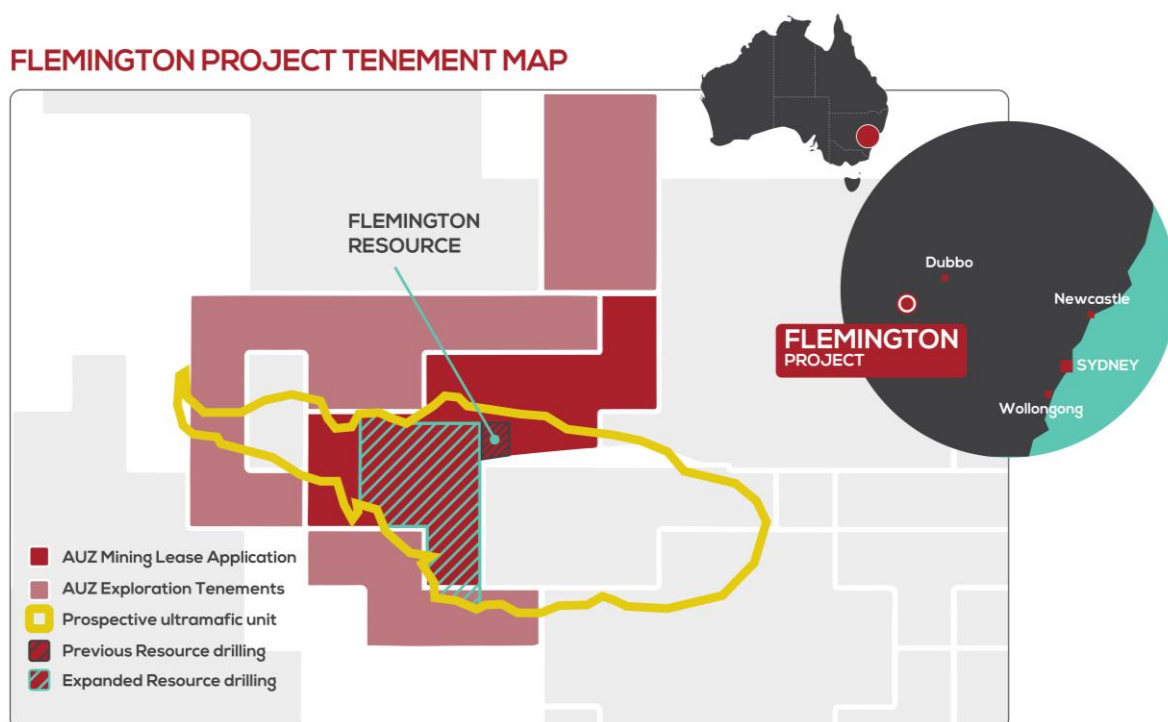 FLEMINGTON PROJECT TENEMENT MAP
FLEMINGTON
RESOURCE
Dubbo
Newcastle
FLEMINGTON
PROJECT
SYDNEY
Wollongong
AUZ Mining Lease Application
AUZ Exploration Tenements
Prospective ultramafic unit
Previous Resource drilling
Expanded Resource drilling